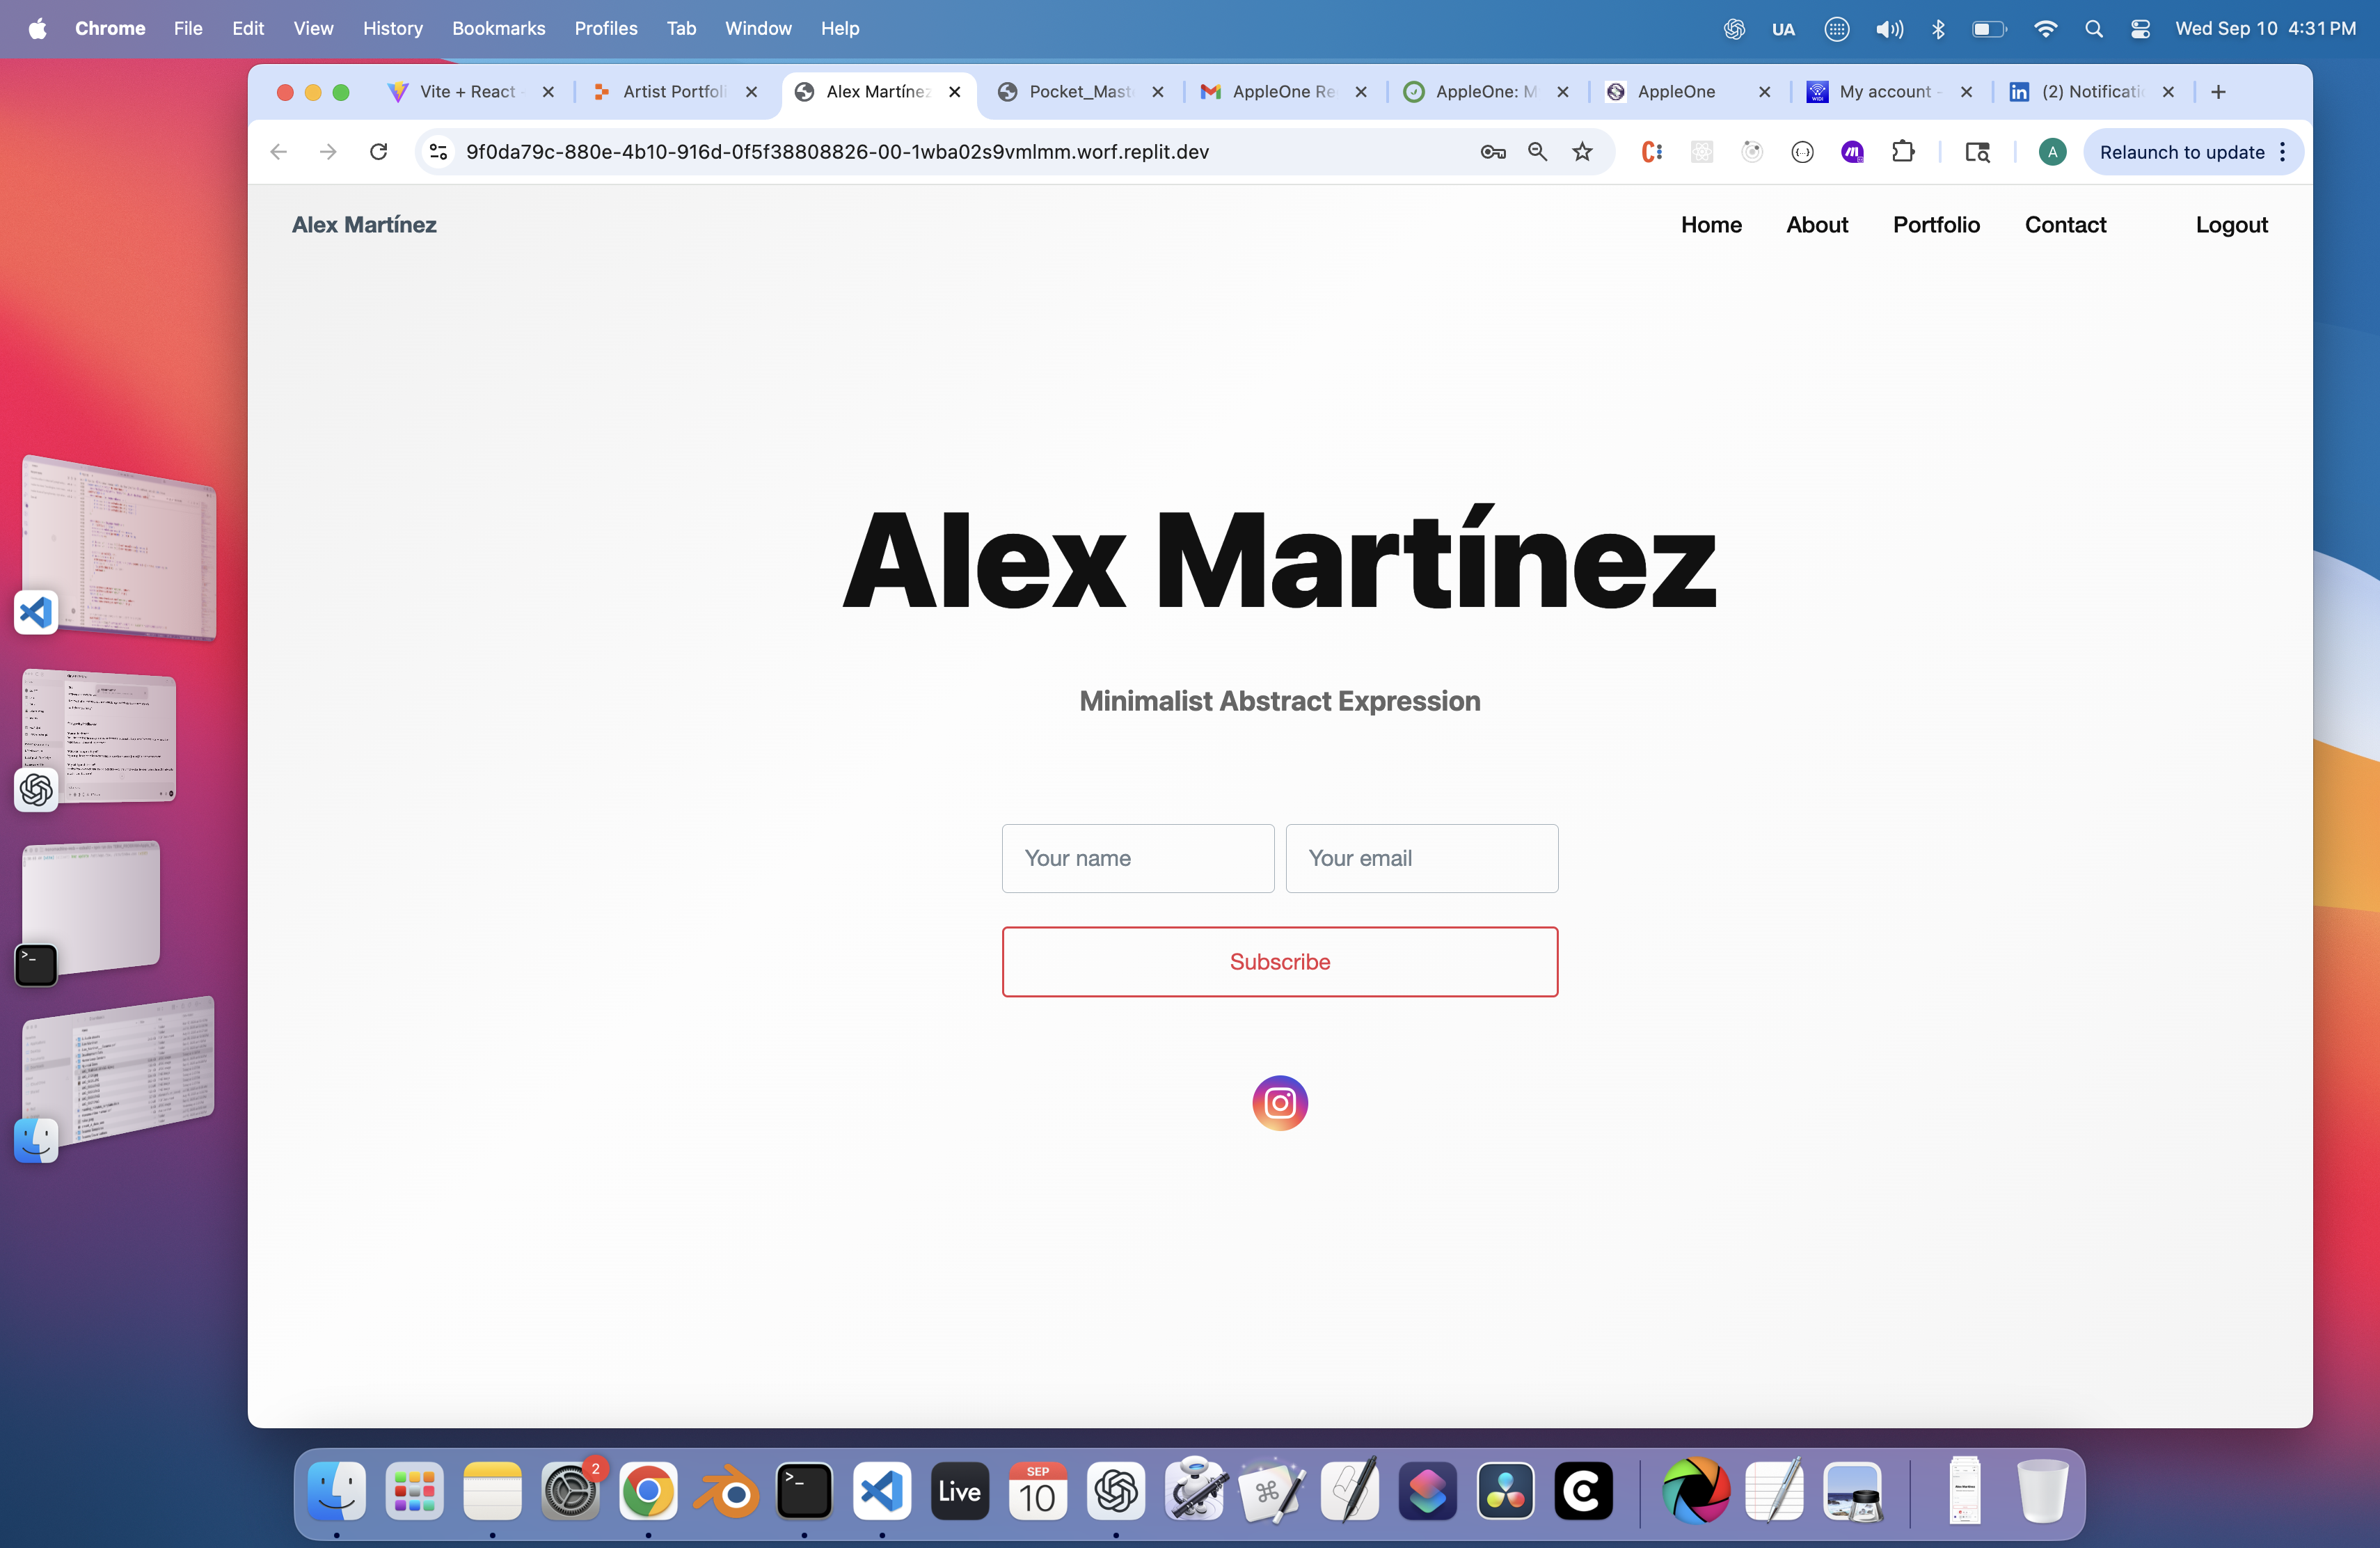 Chrome File Edit View History Bookmarks Profiles Tab Window Help UA Wed Sep 10 4:31 PM
Vite + React - Artist Portfoli Alex Martínez Pocket_Mast AppleOne Re AppleOne: M AppleOne My account - (2) Notificati
9f0da79c-880e-4b10-916d-0f5f38808826-00-1wba02s9vmlmm.worf.replit.dev A Relaunch to update
Alex Martínez Home About Portfolio Contact Logout
Alex Martínez
Minimalist Abstract Expression
Your name Your email
Subscribe
2 Live SEP 10